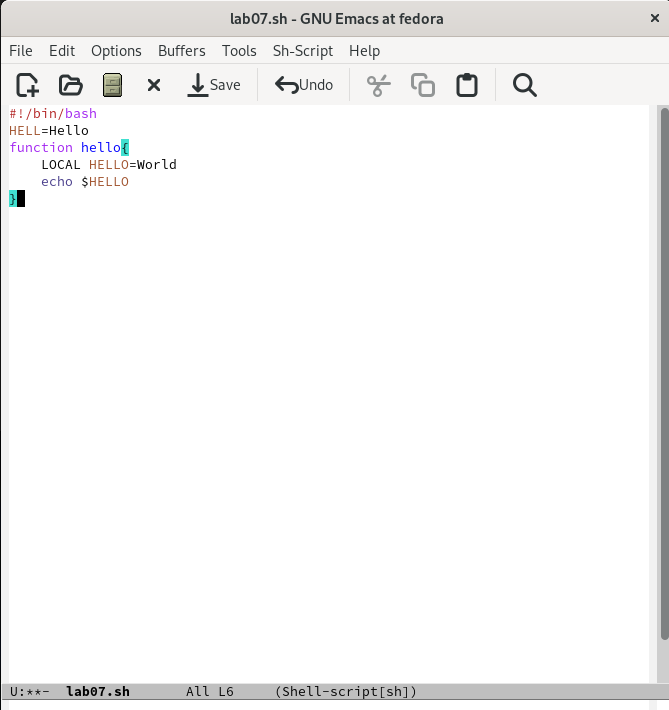 lab07.sh - GNU Emacs at fedora
File Edit Options Buffers Tools Sh-Script Help
Save Undo
#!/bin/bash
HELL=Hello
function hello{
    LOCAL HELLO=World
    echo $HELLO
}
U:**- lab07.sh All L6 (Shell-script[sh])